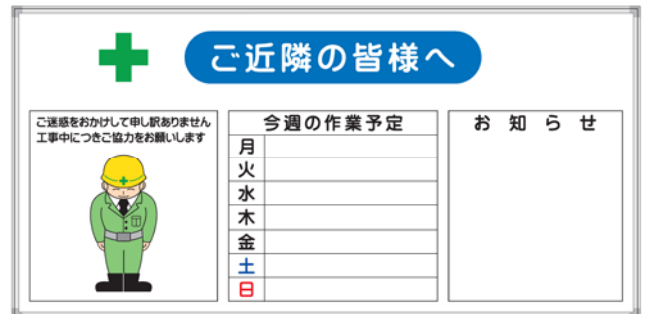 ご近隣の皆様へ
ご迷惑をおかけして申し訳ありません
工事中につきご協力をお願いします
今週の作業予定
月
火
水
木
金
土
日
お知らせ